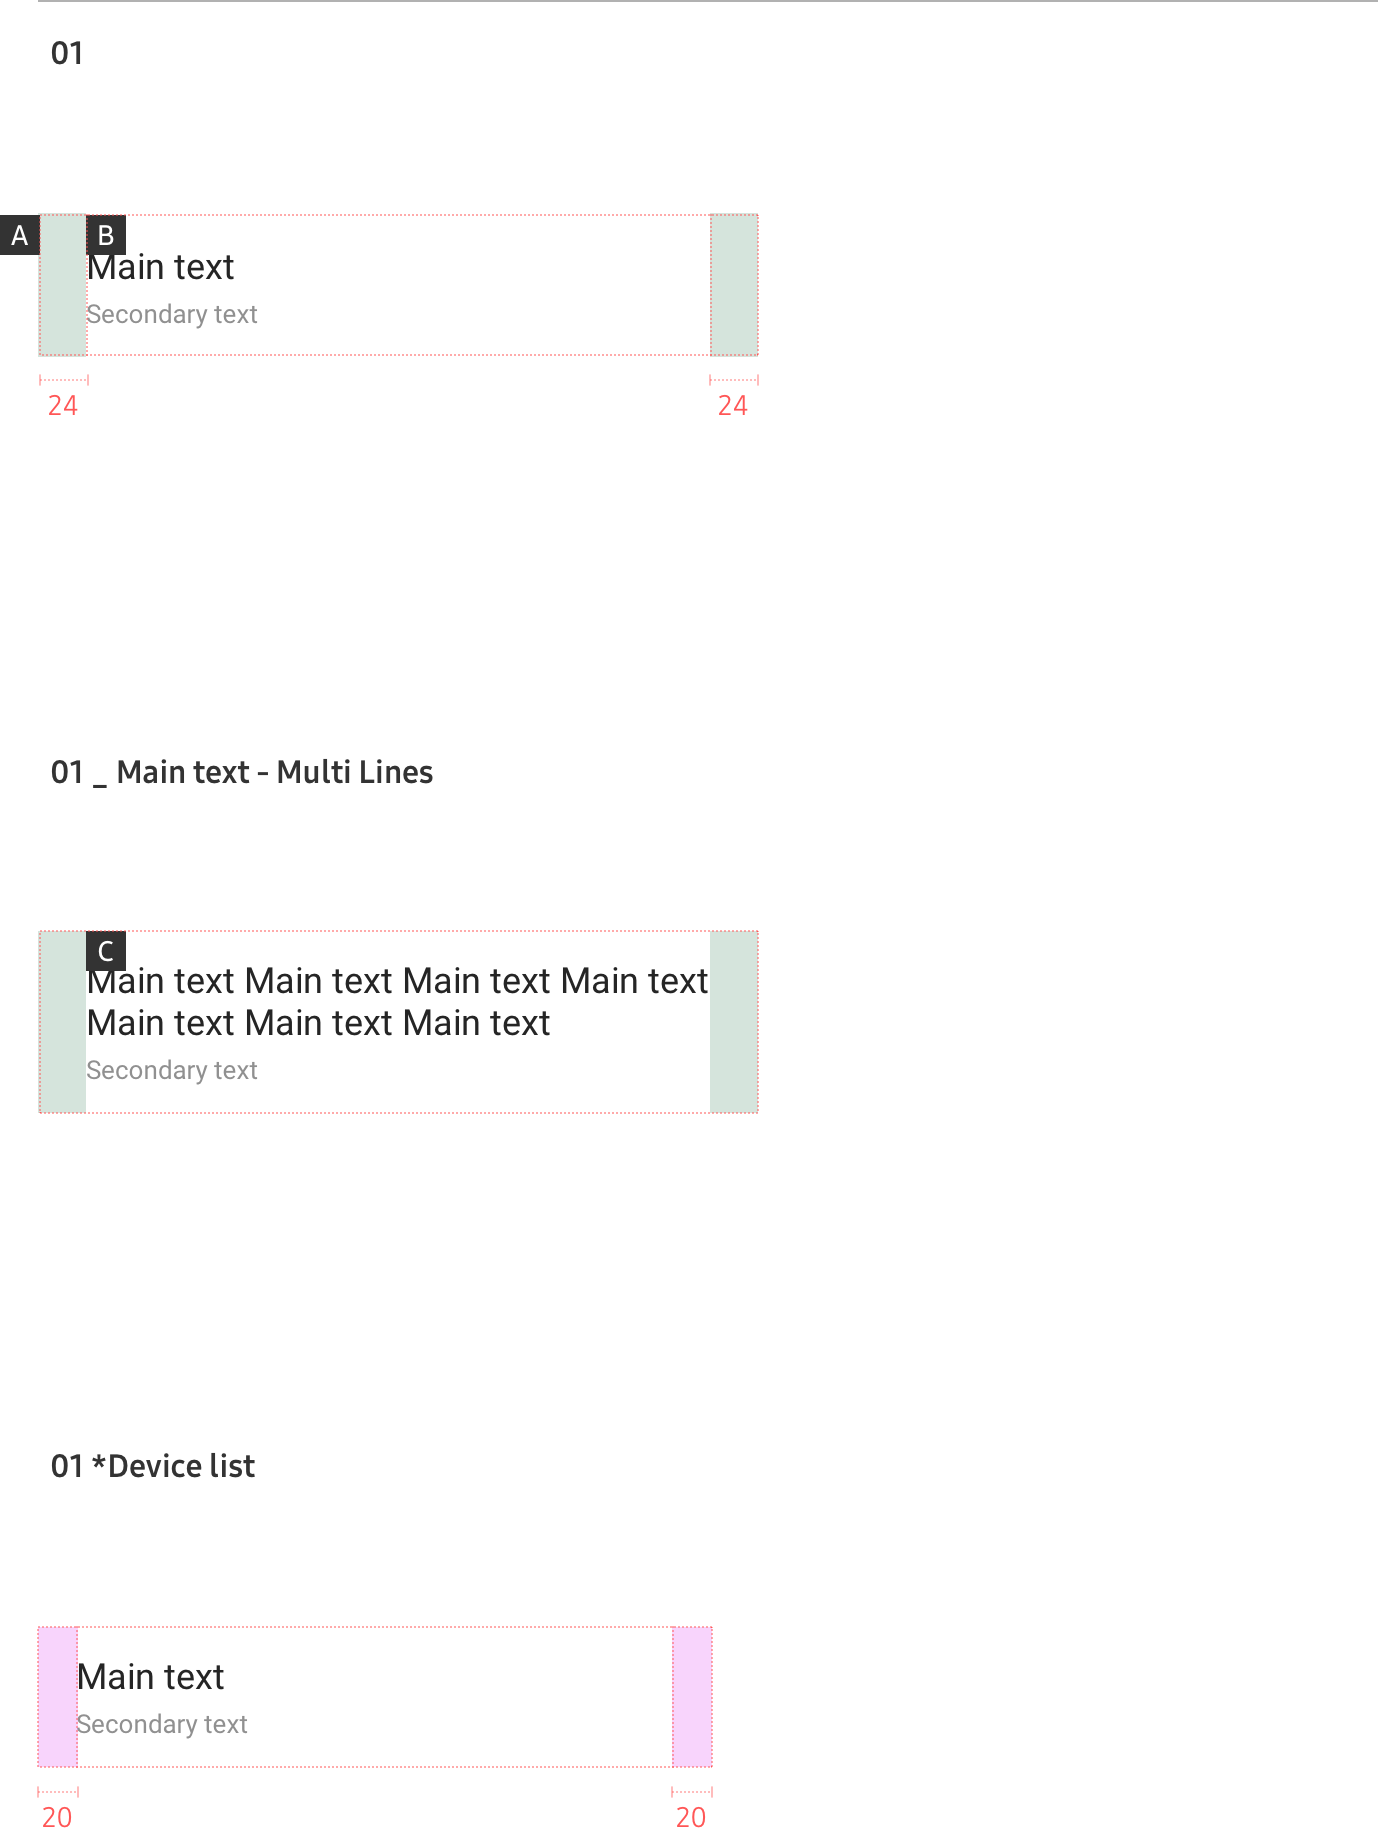 01
A
B
Main text
Secondary text
24
24
01 _ Main text - Multi Lines
C
Main text Main text Main text Main text
Main text Main text Main text
Secondary text
01 *Device list
Main text
Secondary text
20
20